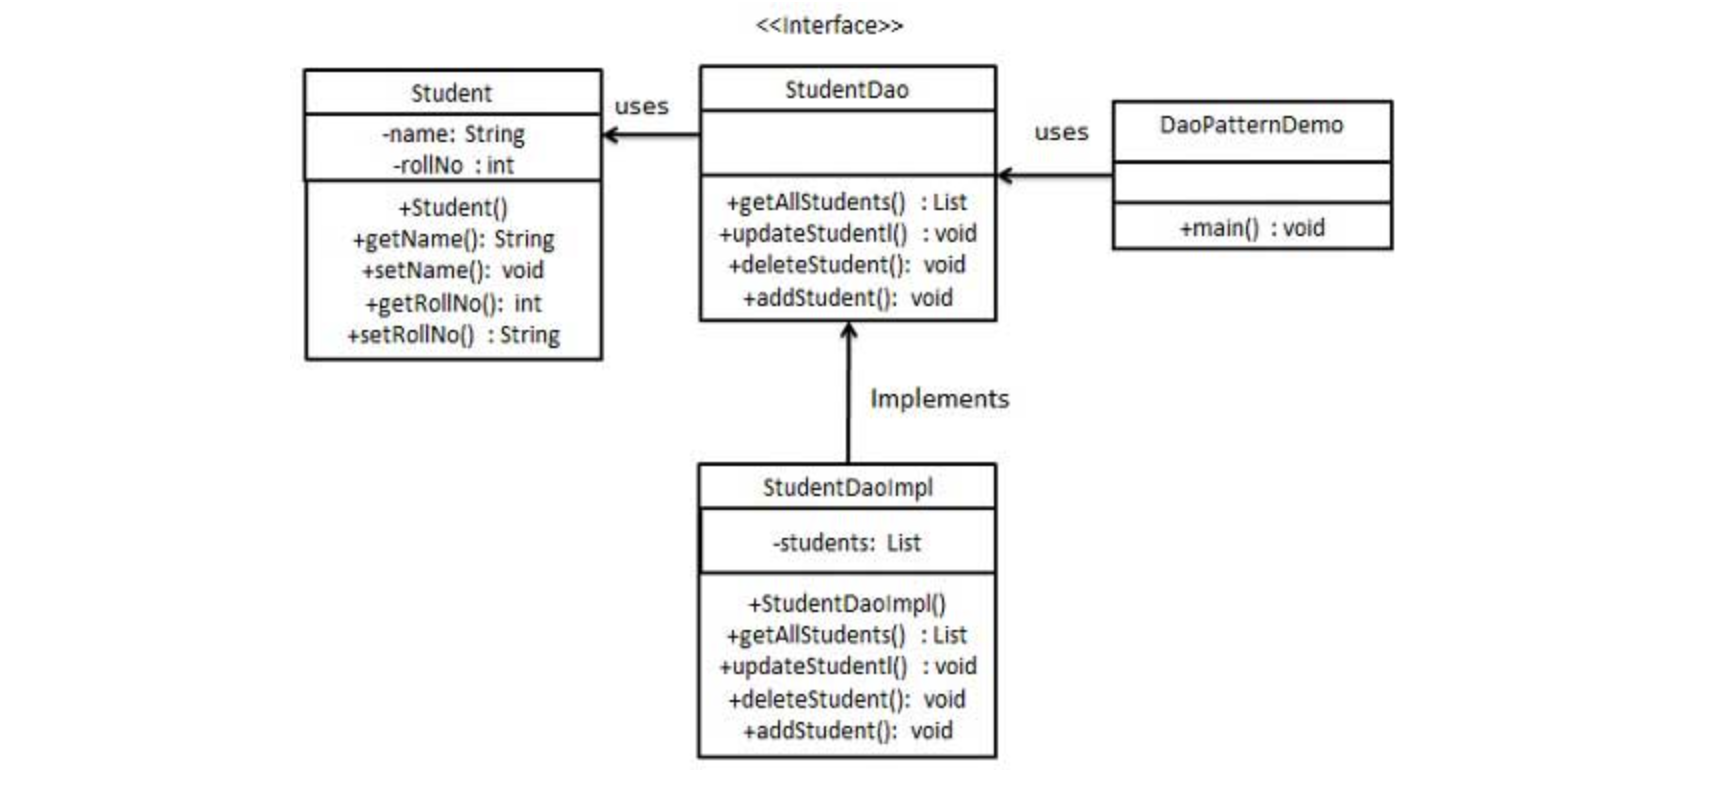 <<Interface>>
Student
-name: String
-rollNo : int
+Student()
+getName(): String
+setName(): void
+getRollNo(): int
+setRollNo() : String
uses
StudentDao
+getAllStudents() : List
+updateStudentl() : void
+deleteStudent(): void
+addStudent(): void
uses
DaoPatternDemo
+main() : void
Implements
StudentDaoImpl
-students: List
+StudentDaoImpl()
+getAllStudents() : List
+updateStudentl() : void
+deleteStudent(): void
+addStudent(): void